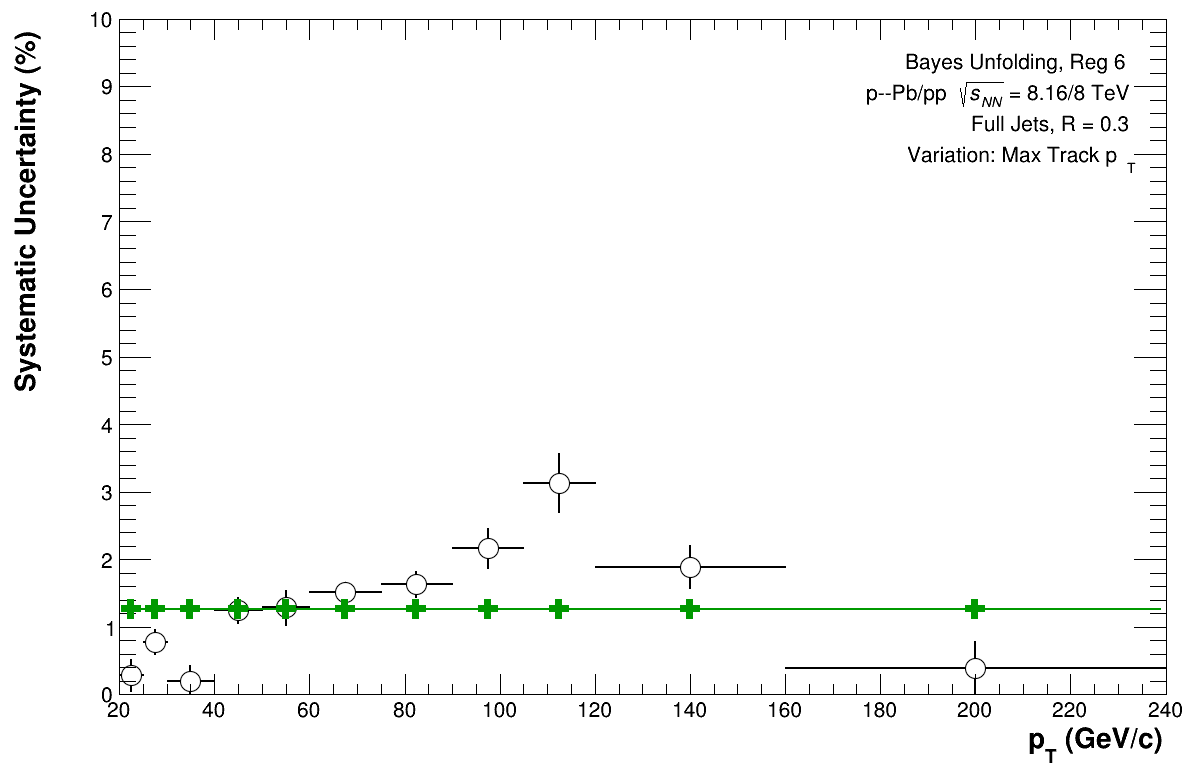 Systematic Uncertainty (%)
10
9
8
7
6
5
4
3
2
1
0
Bayes Unfolding, Reg 6
p--Pb/pp √s_NN = 8.16/8 TeV
Full Jets, R = 0.3
Variation: Max Track p_T
20 40 60 80 100 120 140 160 180 200 220 240
p_T (GeV/c)